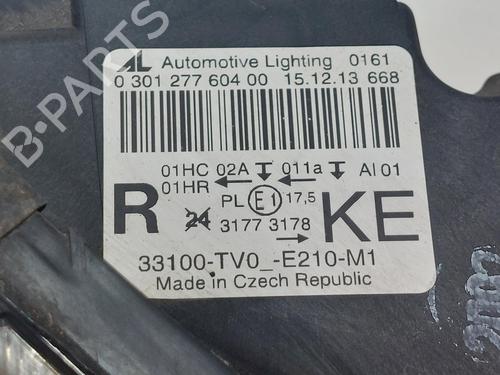 AL Automotive Lighting 0161
0 301 277 604 00 15.12.13 668
01HC 02A 011a AI 01
01HR
PL E1 17,5
R 24 3177 3178 KE
33100-TV0_-E210-M1
Made in Czech Republic
B-PARTS